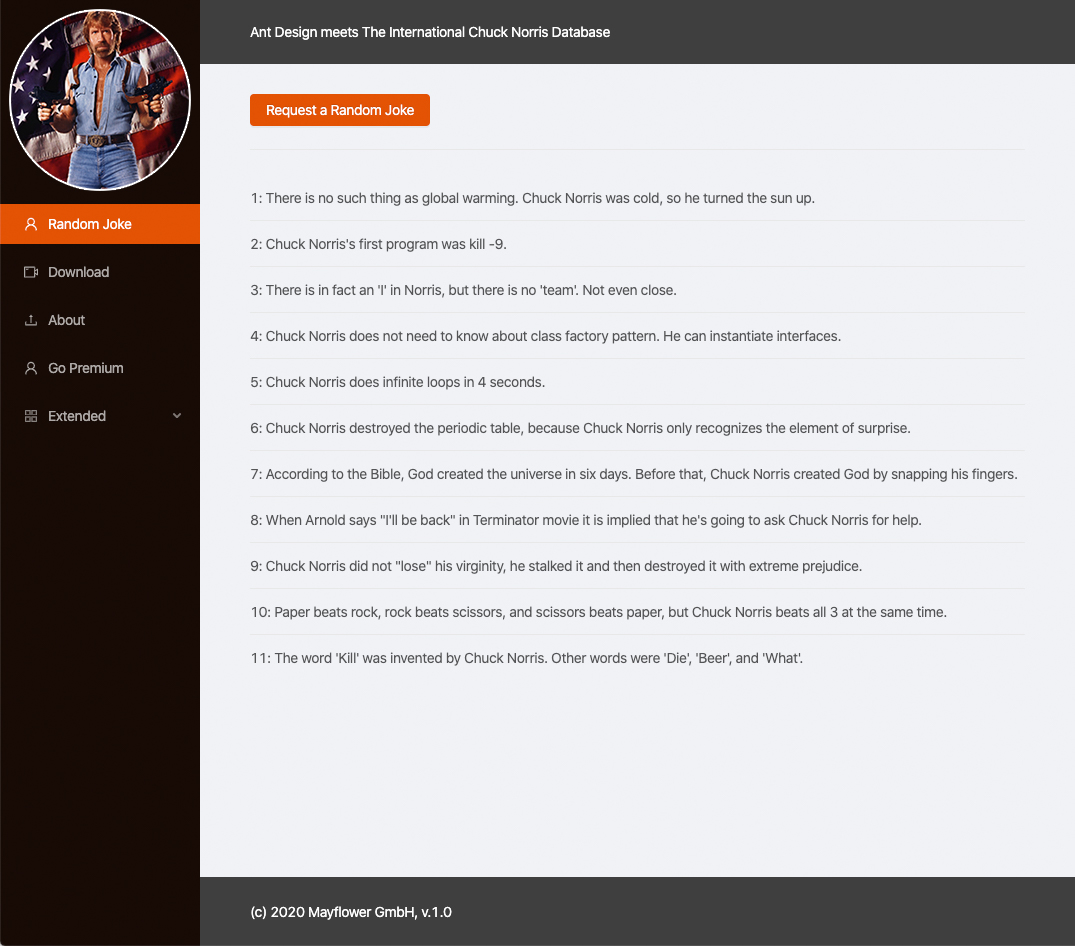 Ant Design meets The International Chuck Norris Database
Request a Random Joke
Random Joke
Download
About
Go Premium
Extended
1: There is no such thing as global warming. Chuck Norris was cold, so he turned the sun up.
2: Chuck Norris's first program was kill -9.
3: There is in fact an 'I' in Norris, but there is no 'team'. Not even close.
4: Chuck Norris does not need to know about class factory pattern. He can instantiate interfaces.
5: Chuck Norris does infinite loops in 4 seconds.
6: Chuck Norris destroyed the periodic table, because Chuck Norris only recognizes the element of surprise.
7: According to the Bible, God created the universe in six days. Before that, Chuck Norris created God by snapping his fingers.
8: When Arnold says "I'll be back" in Terminator movie it is implied that he's going to ask Chuck Norris for help.
9: Chuck Norris did not "lose" his virginity, he stalked it and then destroyed it with extreme prejudice.
10: Paper beats rock, rock beats scissors, and scissors beats paper, but Chuck Norris beats all 3 at the same time.
11: The word 'Kill' was invented by Chuck Norris. Other words were 'Die', 'Beer', and 'What'.
(c) 2020 Mayflower GmbH, v.1.0